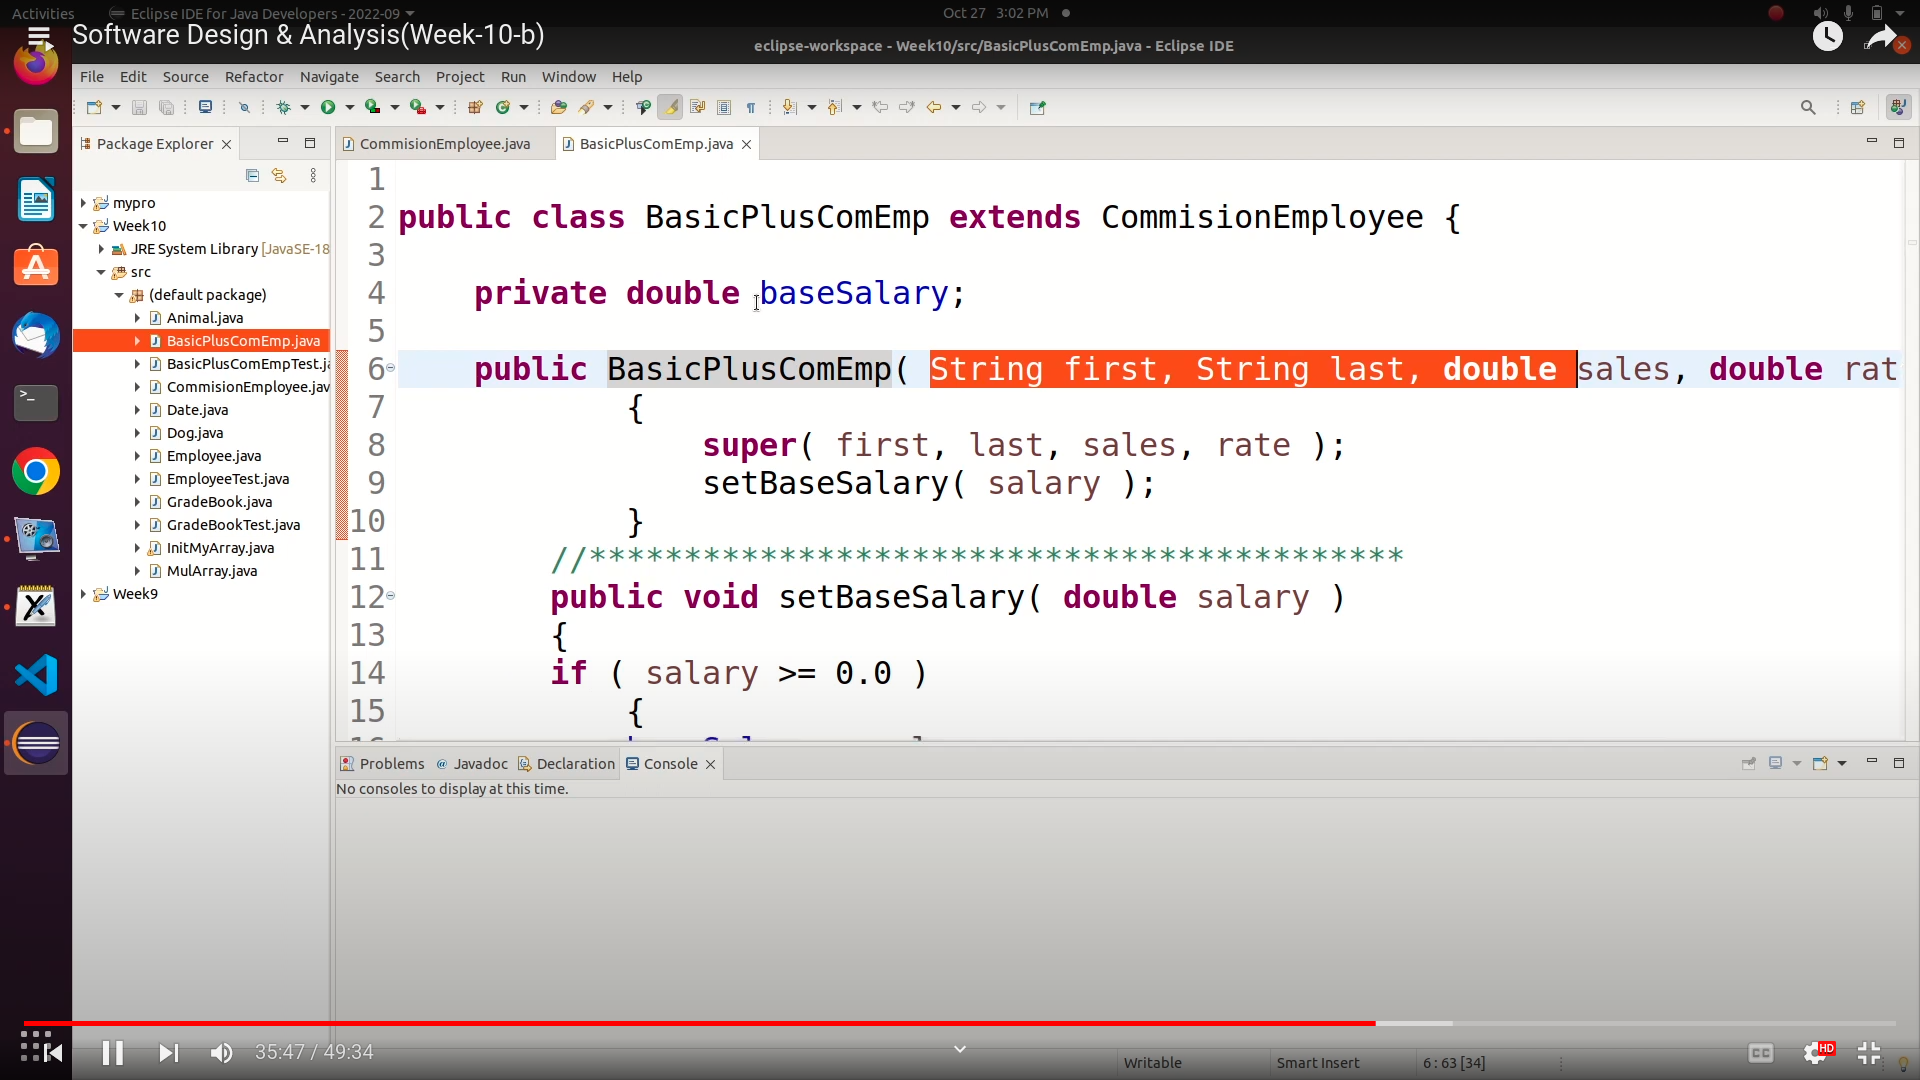 Activities Eclipse IDE for Java Developers - 2022-09 Oct 27 3:02 PM
Software Design & Analysis(Week-10-b)
eclipse-workspace - Week10/src/BasicPlusComEmp.java - Eclipse IDE
File Edit Source Refactor Navigate Search Project Run Window Help
Package Explorer
CommisionEmployee.java BasicPlusComEmp.java
mypro
Week10
JRE System Library [JavaSE-18
src
(default package)
Animal.java
BasicPlusComEmp.java
BasicPlusComEmpTest.ja
CommisionEmployee.jav
Date.java
Dog.java
Employee.java
EmployeeTest.java
GradeBook.java
GradeBookTest.java
InitMyArray.java
MulArray.java
Week9
1
2 public class BasicPlusComEmp extends CommisionEmployee {
3
4 private double baseSalary;
5
6 public BasicPlusComEmp( String first, String last, double sales, double rat
7 {
8 super( first, last, sales, rate );
9 setBaseSalary( salary );
10 }
11 //*******************************************
12 public void setBaseSalary( double salary )
13 {
14 if ( salary >= 0.0 )
15 {
Problems Javadoc Declaration Console
No consoles to display at this time.
35:47 / 49:34
Writable Smart Insert 6 : 63 [34]
CC HD